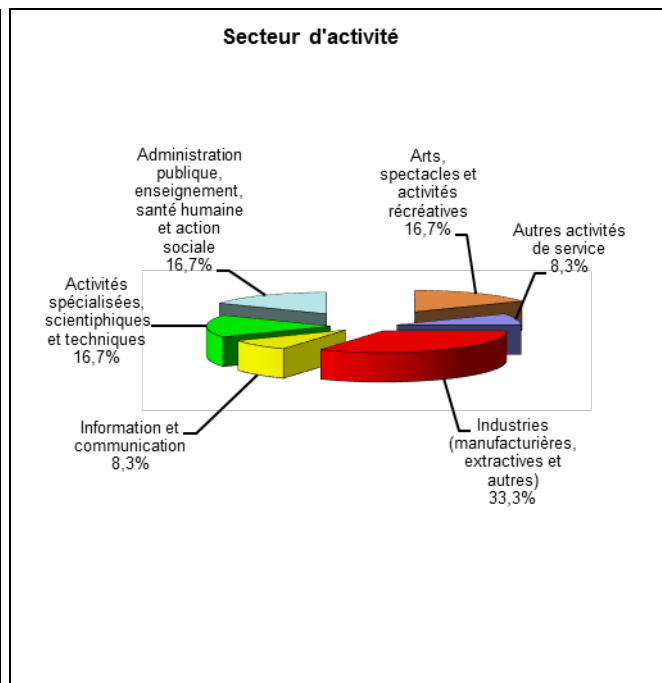 Secteur d'activité
Administration
publique,
enseignement,
santé humaine
et action
sociale
16,7%
Arts,
spectacles et
activités
récréatives
16,7%
Autres activités
de service
8,3%
Activités
spécialisées,
scientiphiques
et techniques
16,7%
Information et
communication
8,3%
Industries
(manufacturières,
extractives et
autres)
33,3%